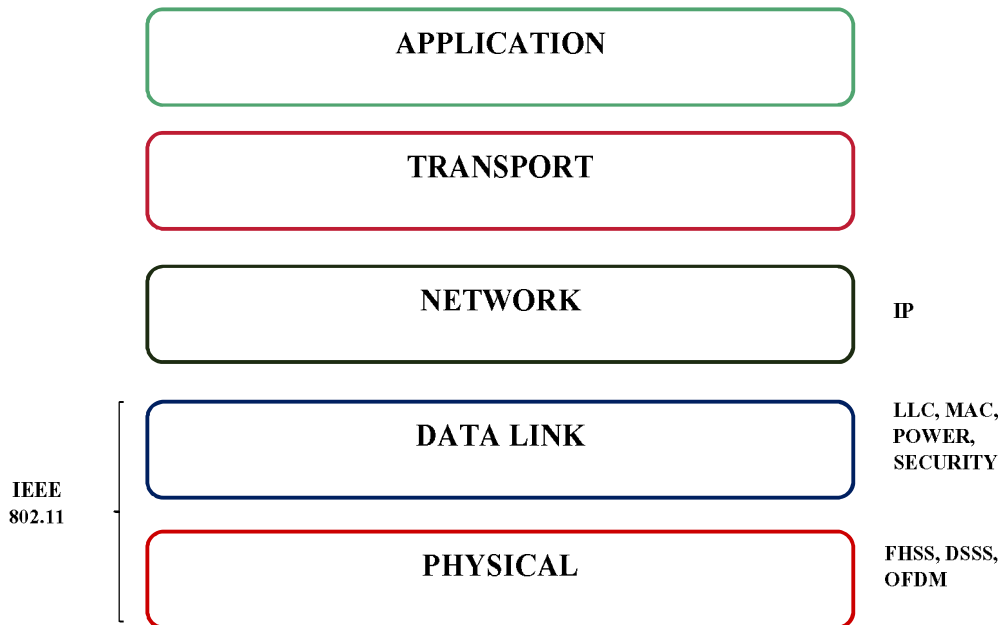 APPLICATION
TRANSPORT
NETWORK
IP
DATA LINK
LLC, MAC,
POWER,
SECURITY
IEEE
802.11
PHYSICAL
FHSS, DSSS,
OFDM